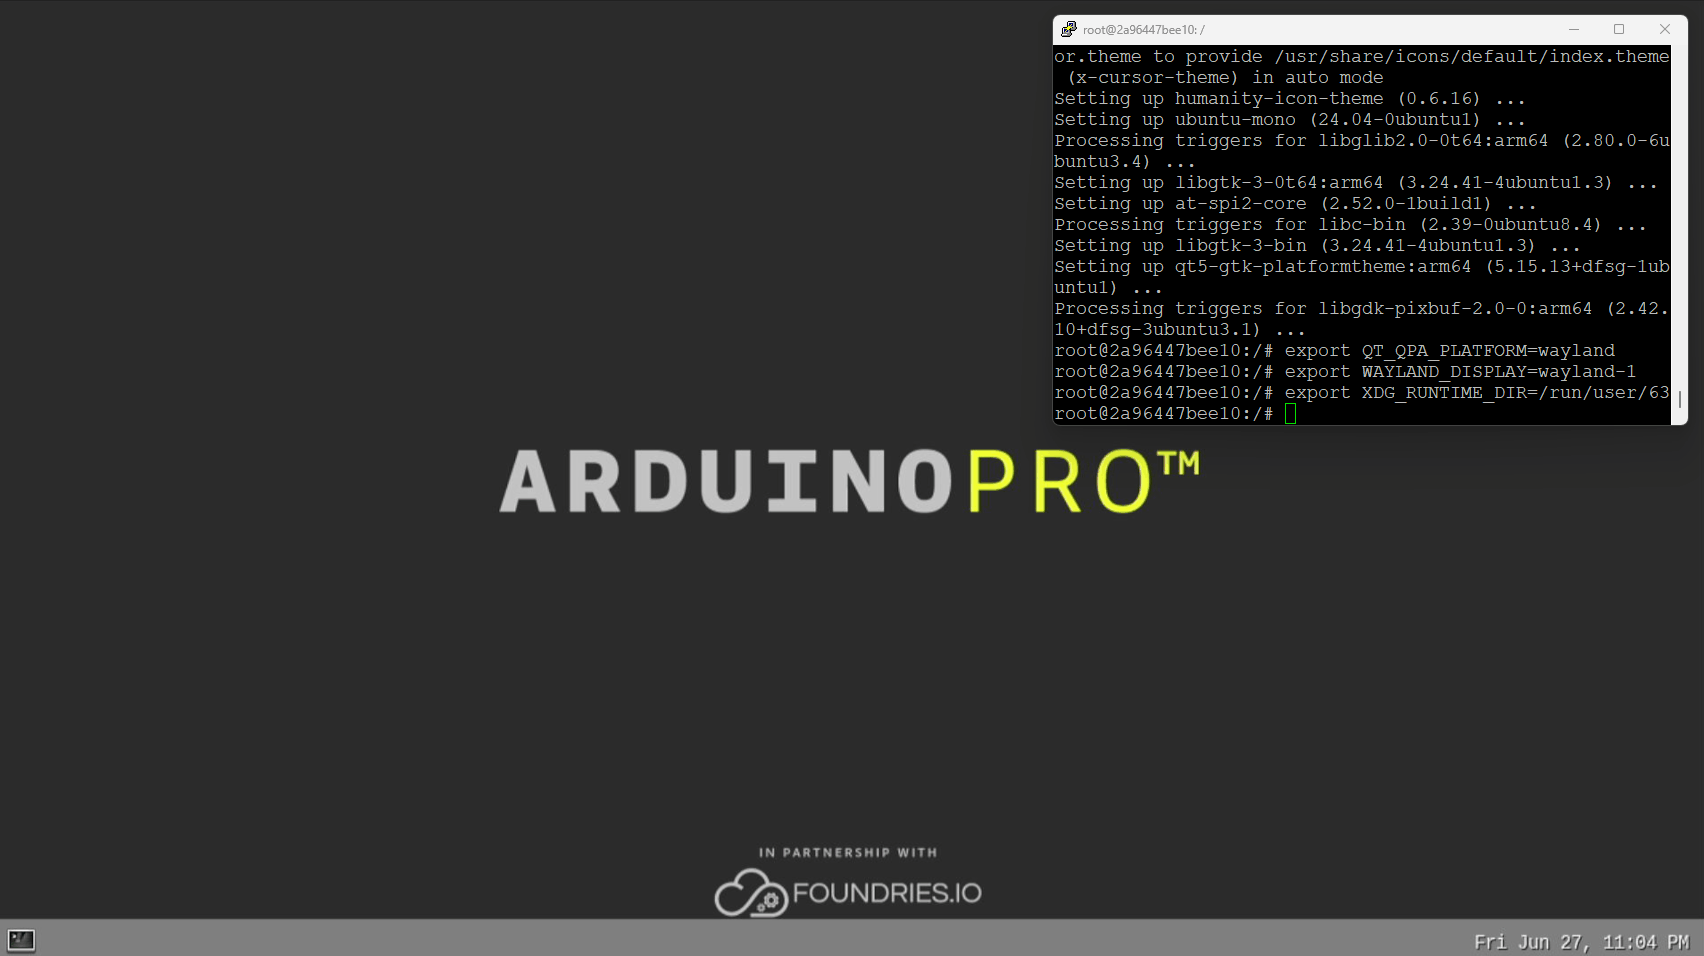 root@2a96447bee10: /
or.theme to provide /usr/share/icons/default/index.theme
(x-cursor-theme) in auto mode
Setting up humanity-icon-theme (0.6.16) ...
Setting up ubuntu-mono (24.04-0ubuntu1) ...
Processing triggers for libglib2.0-0t64:arm64 (2.80.0-6u
buntu3.4) ...
Setting up libgtk-3-0t64:arm64 (3.24.41-4ubuntu1.3) ...
Setting up at-spi2-core (2.52.0-1build1) ...
Processing triggers for libc-bin (2.39-0ubuntu8.4) ...
Setting up libgtk-3-bin (3.24.41-4ubuntu1.3) ...
Setting up qt5-gtk-platformtheme:arm64 (5.15.13+dfsg-1ub
untu1) ...
Processing triggers for libgdk-pixbuf-2.0-0:arm64 (2.42.
10+dfsg-3ubuntu3.1) ...
root@2a96447bee10:/# export QT_QPA_PLATFORM=wayland
root@2a96447bee10:/# export WAYLAND_DISPLAY=wayland-1
root@2a96447bee10:/# export XDG_RUNTIME_DIR=/run/user/63
root@2a96447bee10:/#
ARDUINOPRO™
IN PARTNERSHIP WITH
FOUNDRIES.IO
Fri Jun 27, 11:04 PM